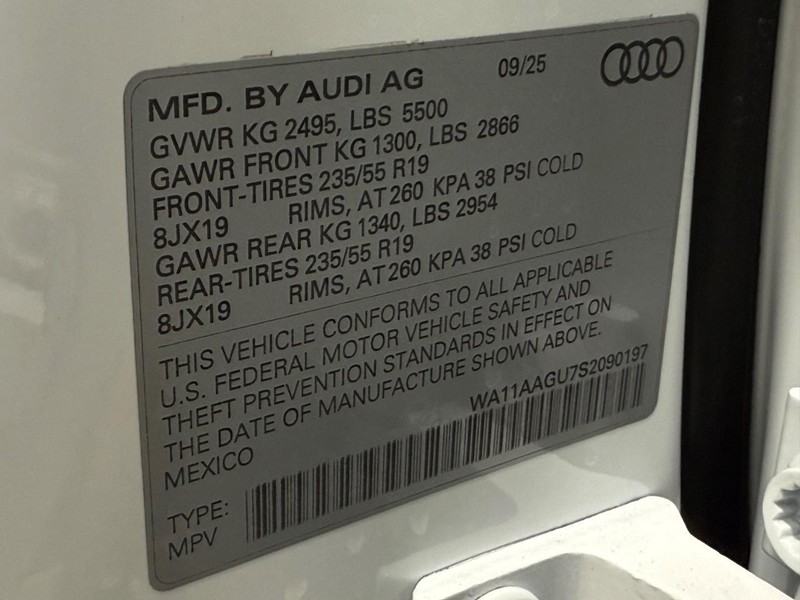 MFD. BY AUDI AG 09/25
GVWR KG 2495, LBS 5500
GAWR FRONT KG 1300, LBS 2866
FRONT-TIRES 235/55 R19
8JX19 RIMS, AT 260 KPA 38 PSI COLD
GAWR REAR KG 1340, LBS 2954
REAR-TIRES 235/55 R19
8JX19 RIMS, AT 260 KPA 38 PSI COLD
THIS VEHICLE CONFORMS TO ALL APPLICABLE
U.S. FEDERAL MOTOR VEHICLE SAFETY AND
THEFT PREVENTION STANDARDS IN EFFECT ON
THE DATE OF MANUFACTURE SHOWN ABOVE.
MEXICO WA11AAGU7S2090197
TYPE:
MPV